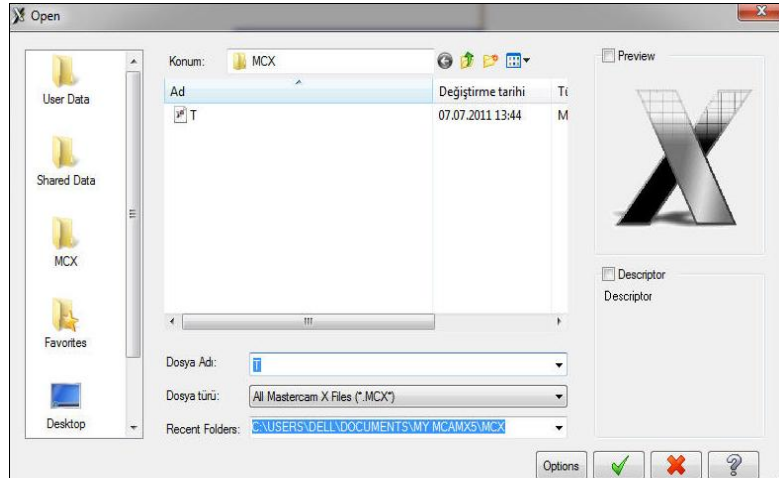 Open
Konum: MCX
Preview
User Data
Shared Data
MCX
Favorites
Desktop
Ad Değiştirme tarihi Tü
T 07.07.2011 13:44 M
Descriptor
Descriptor
Dosya Adı: T
Dosya türü: All Mastercam X Files (*.MCX*)
Recent Folders: C:\USERS\DELL\DOCUMENTS\MY MCAMX5\MCX
Options